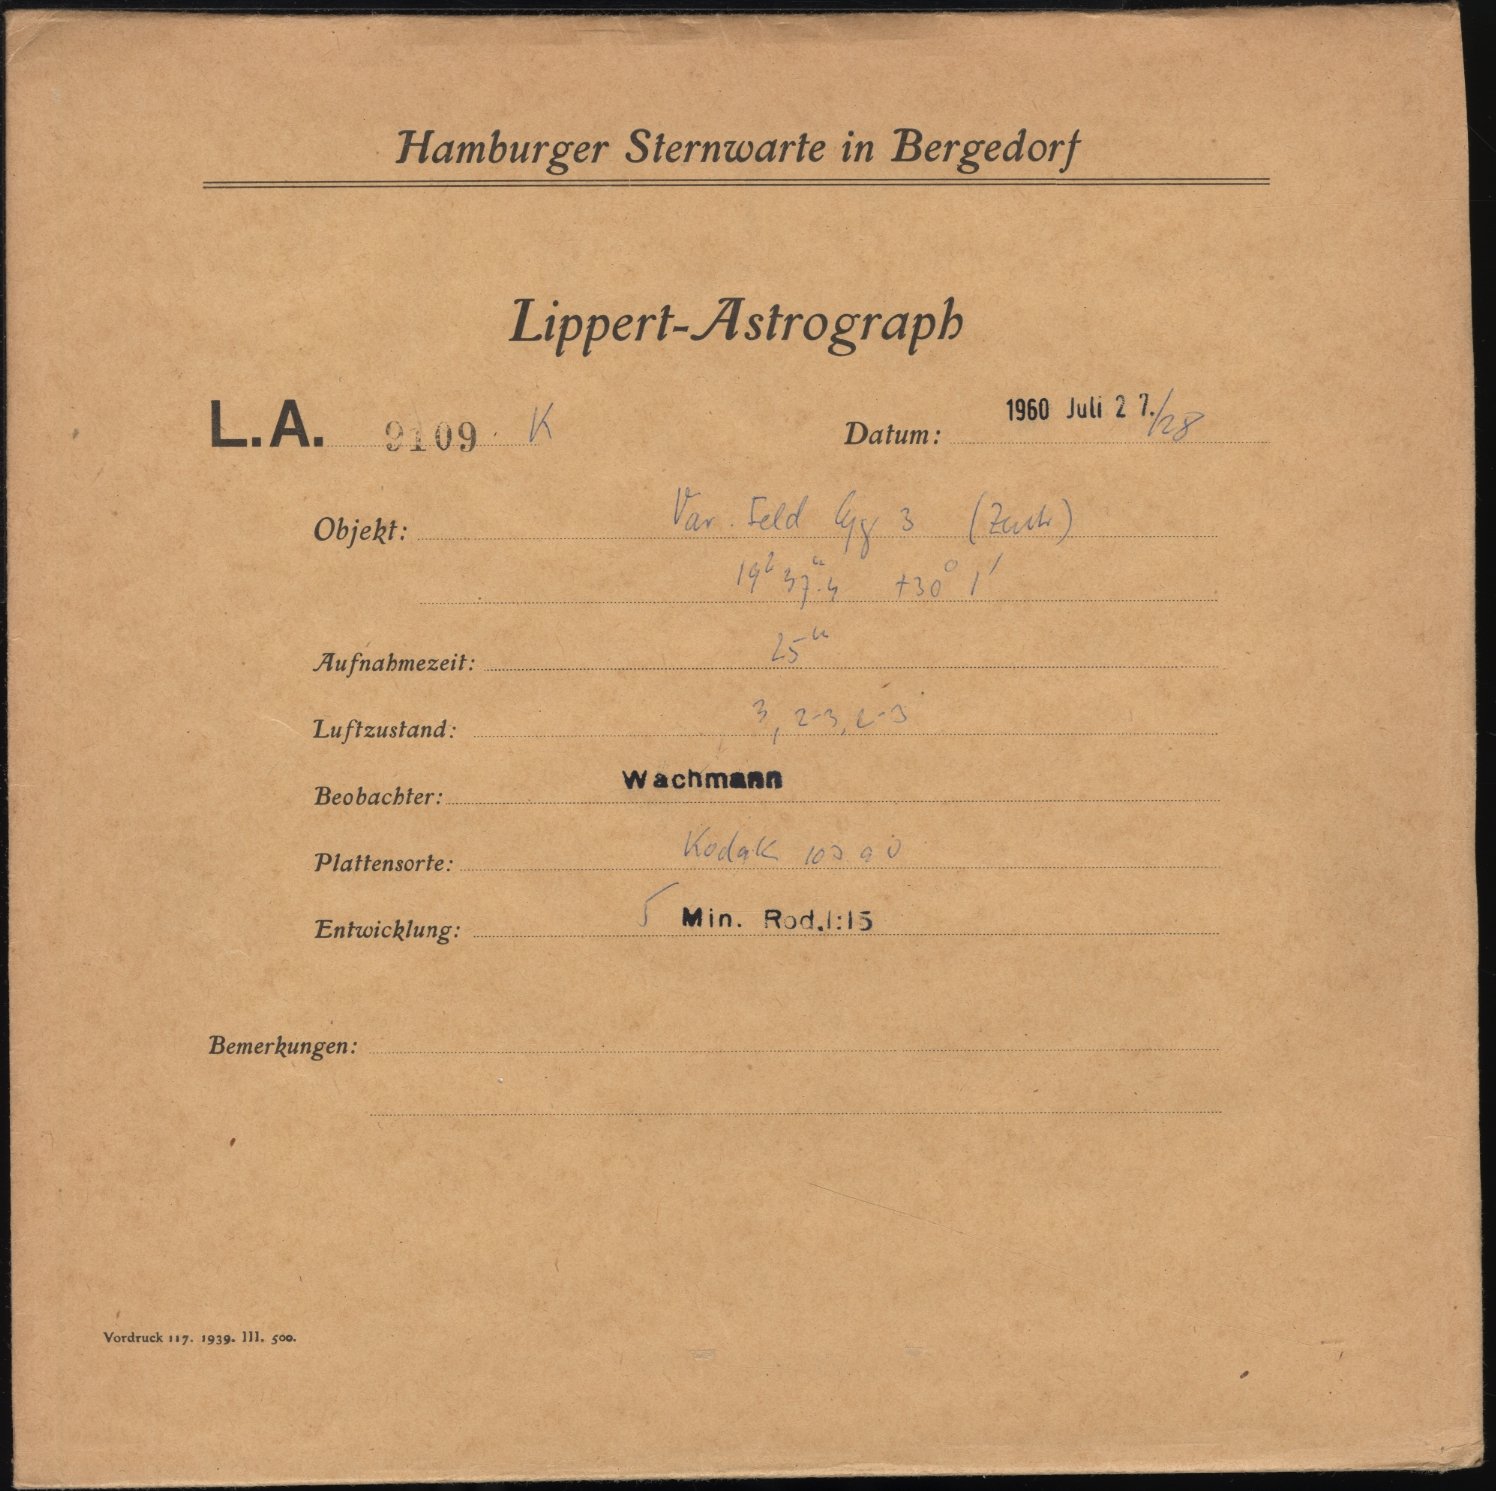 Hamburger Sternwarte in Bergedorf
Lippert-Astrograph
L.A. 9109 K
Datum: 1960 Juli 27./28
Objekt: Var. Feld Cyg 3
19h 37m.4 +30° 1'
Aufnahmezeit: 25m
Luftzustand: 3, 2-3, 2-3
Beobachter: Wachmann
Plattensorte: Kodak 103 a O
Entwicklung: 5 Min. Rod.1:15
Bemerkungen:
Vordruck 117. 1939. III. 500.